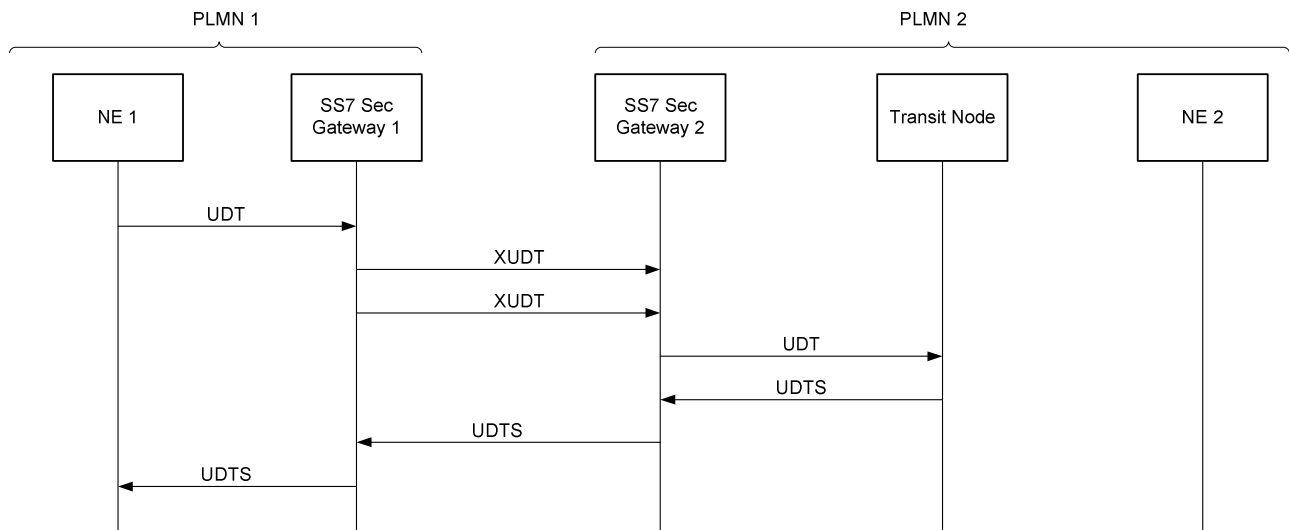 PLMN 1
PLMN 2
NE 1
SS7 Sec
Gateway 1
SS7 Sec
Gateway 2
Transit Node
NE 2
UDT
XUDT
XUDT
UDT
UDTS
UDTS
UDTS